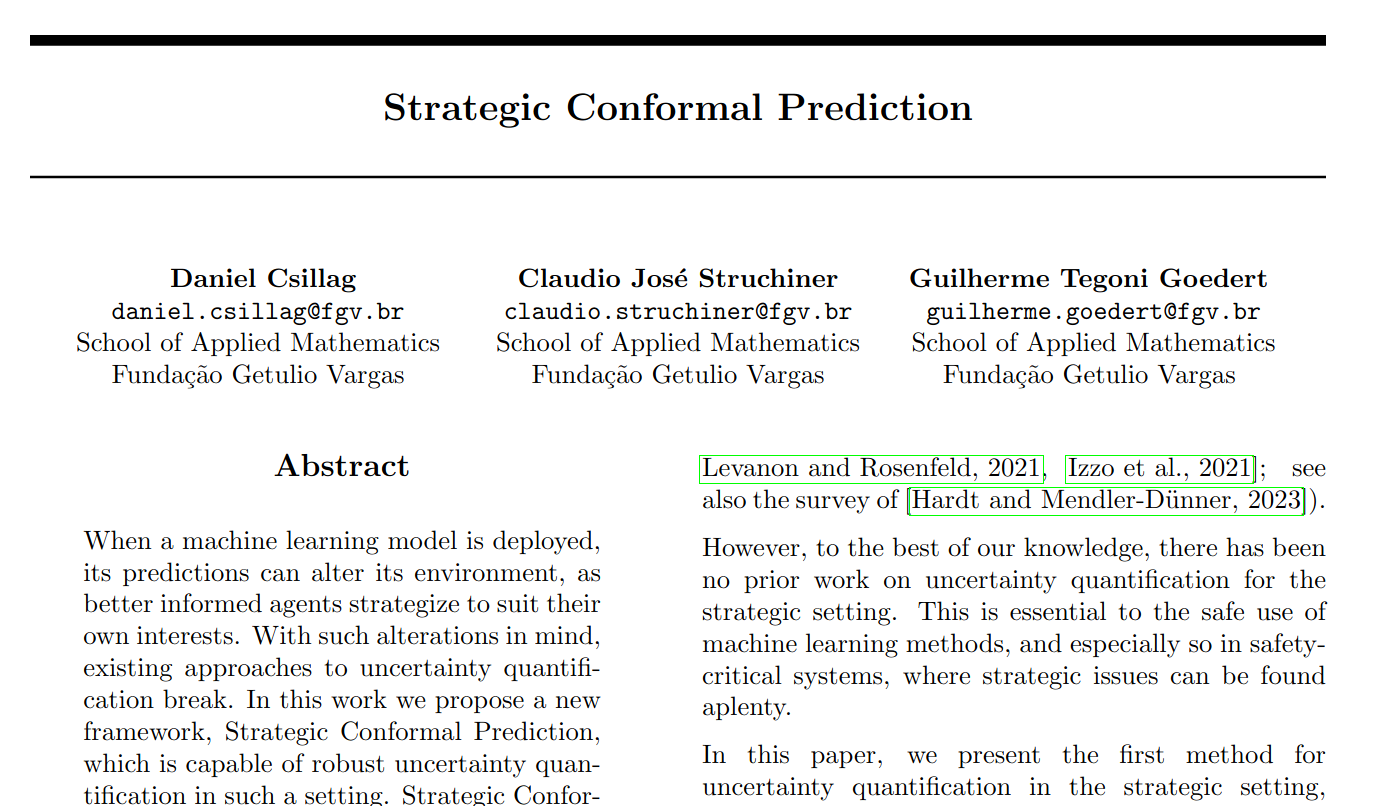 Strategic Conformal Prediction
Daniel Csillag
daniel.csillag@fgv.br
School of Applied Mathematics
Fundação Getulio Vargas
Claudio José Struchiner
claudio.struchiner@fgv.br
School of Applied Mathematics
Fundação Getulio Vargas
Guilherme Tegoni Goedert
guilherme.goedert@fgv.br
School of Applied Mathematics
Fundação Getulio Vargas
Abstract
When a machine learning model is deployed,
its predictions can alter its environment, as
better informed agents strategize to suit their
own interests. With such alterations in mind,
existing approaches to uncertainty quantifi-
cation break. In this work we propose a new
framework, Strategic Conformal Prediction,
which is capable of robust uncertainty quan-
tification in such a setting. Strategic Confor-
Levanon and Rosenfeld, 2021, Izzo et al., 2021]; see
also the survey of [Hardt and Mendler-Dünner, 2023]).
However, to the best of our knowledge, there has been
no prior work on uncertainty quantification for the
strategic setting. This is essential to the safe use of
machine learning methods, and especially so in safety-
critical systems, where strategic issues can be found
aplenty.
In this paper, we present the first method for
uncertainty quantification in the strategic setting,